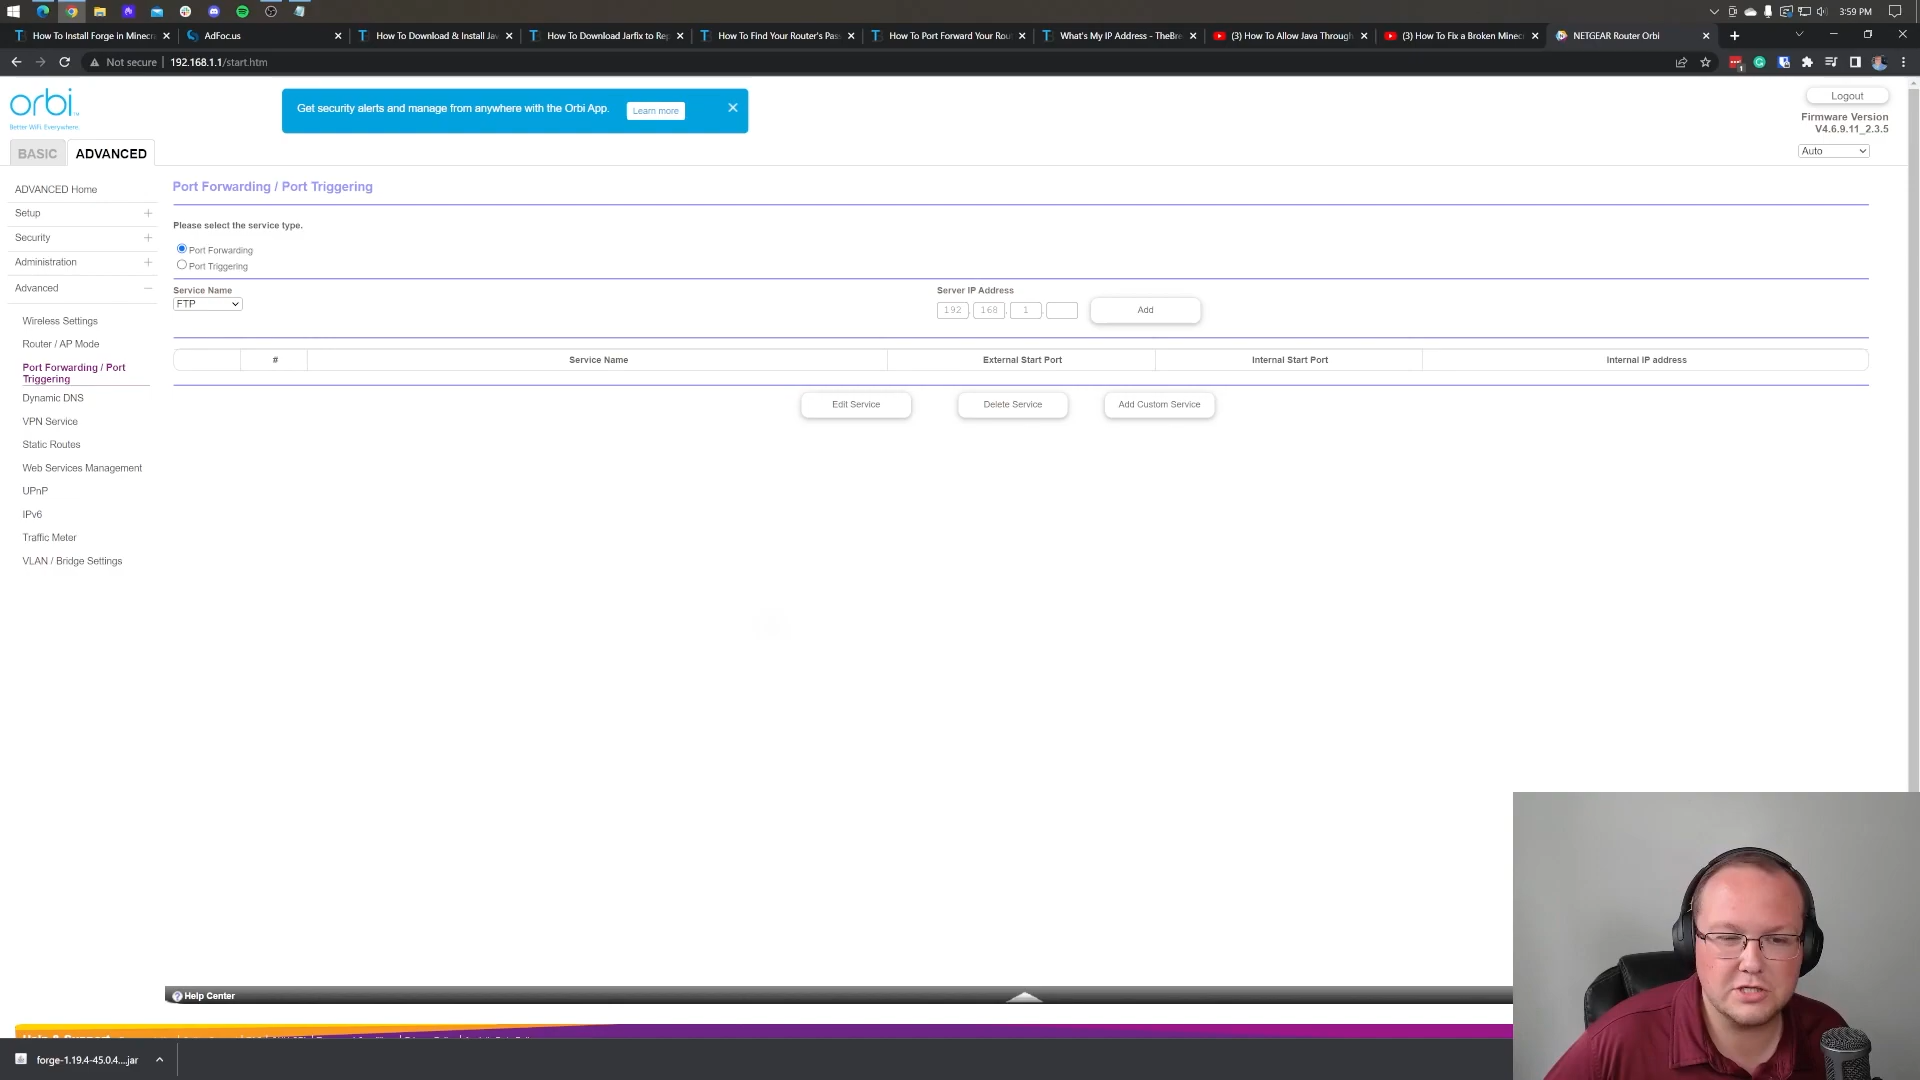 3:59 PM
How To Install Forge in Minecr
AdFoc.us
How To Download & Install Jav
How To Download Jarfix to Rep
How To Find Your Router's Pas
How To Port Forward Your Rou
What's My IP Address - TheBre
(3) How To Allow Java Through
(3) How To Fix a Broken Minec
NETGEAR Router Orbi
Not secure
192.168.1.1/start.htm
orbi
Better WiFi. Everywhere.
Get security alerts and manage from anywhere with the Orbi App.
Learn more
Logout
Firmware Version
V4.6.9.11_2.3.5
Auto
BASIC
ADVANCED
ADVANCED Home
Setup
Security
Administration
Advanced
Wireless Settings
Router / AP Mode
Port Forwarding / Port
Triggering
Dynamic DNS
VPN Service
Static Routes
Web Services Management
UPnP
IPv6
Traffic Meter
VLAN / Bridge Settings
Port Forwarding / Port Triggering
Please select the service type.
Port Forwarding
Port Triggering
Service Name
FTP
Server IP Address
192 . 168 . 1 .
Add
# Service Name External Start Port Internal Start Port Internal IP address
Edit Service
Delete Service
Add Custom Service
Help Center
forge-1.19.4-45.0.4....jar